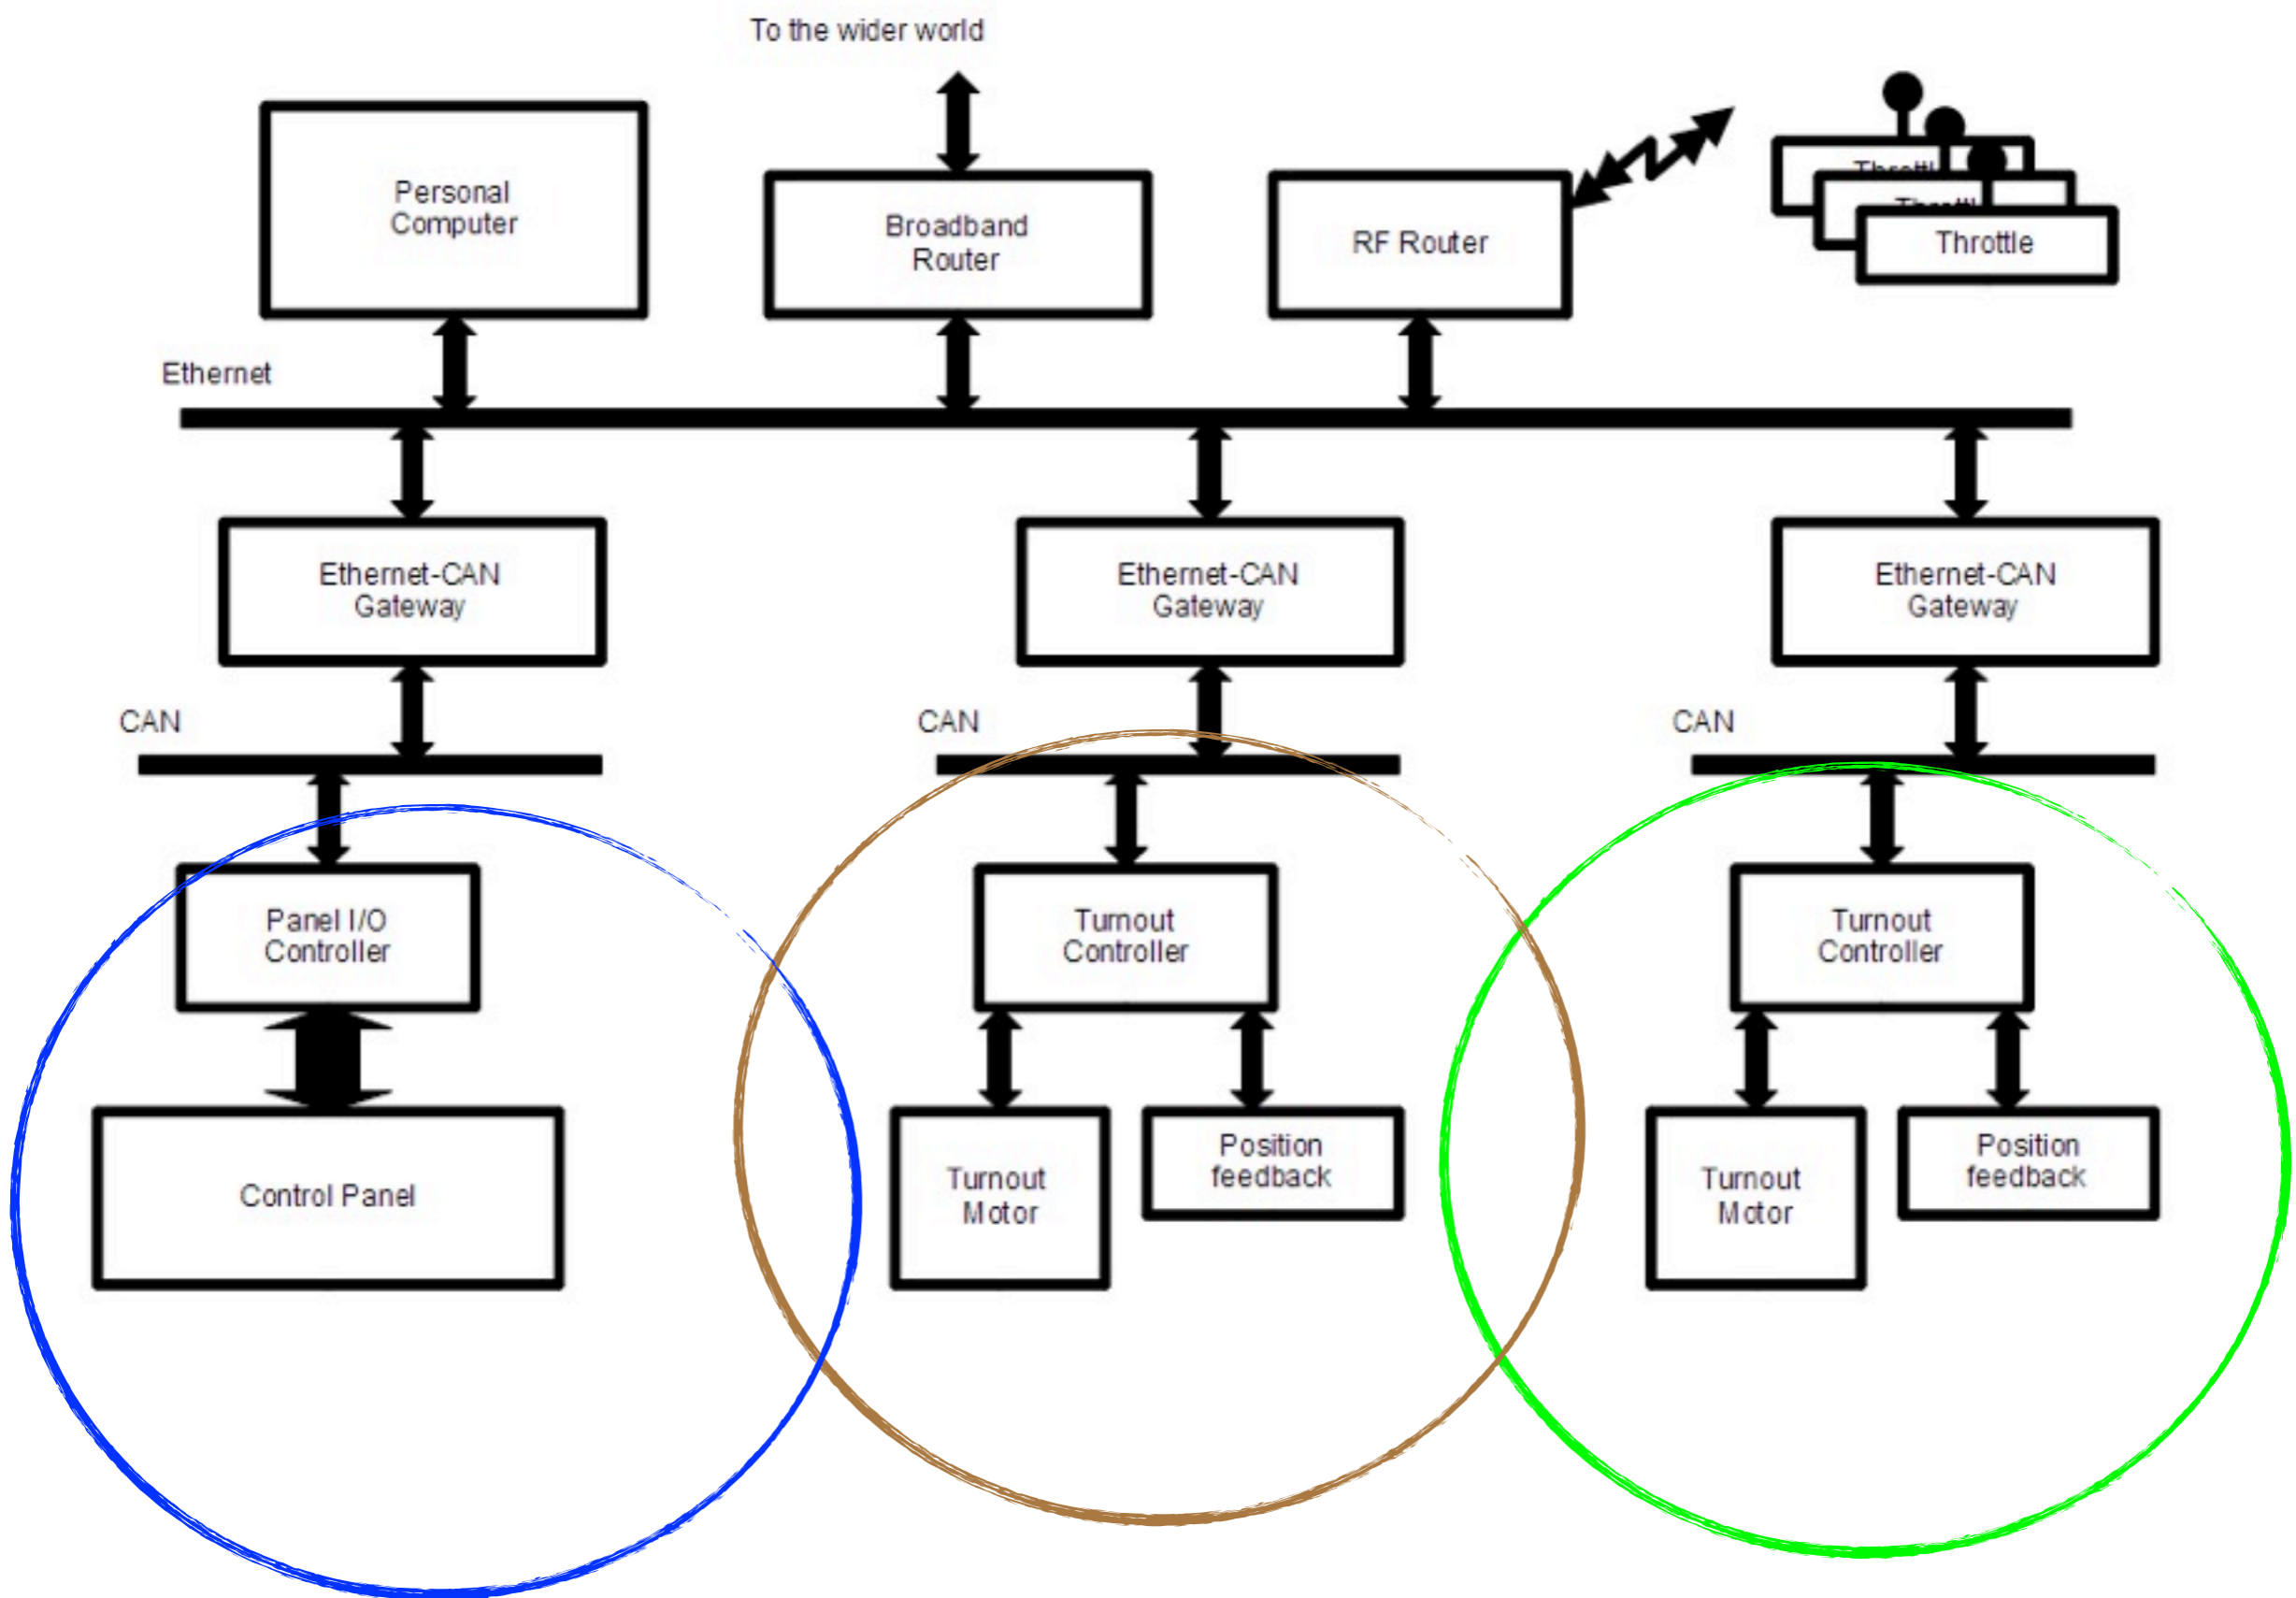 To the wider world
Personal
Computer
Broadband
Router
RF Router
Throttle
Ethernet
Ethernet-CAN
Gateway
Ethernet-CAN
Gateway
Ethernet-CAN
Gateway
CAN
CAN
CAN
Panel I/O
Controller
Turnout
Controller
Turnout
Controller
Control Panel
Turnout
Motor
Position
feedback
Turnout
Motor
Position
feedback